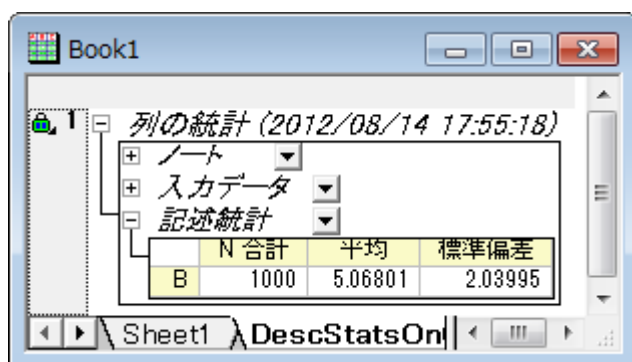 Book1
1 列の統計 (2012/08/14 17:55:18)
ノート
入力データ
記述統計
N 合計 平均 標準偏差
B 1000 5.06801 2.03995
Sheet1 DescStatsOn